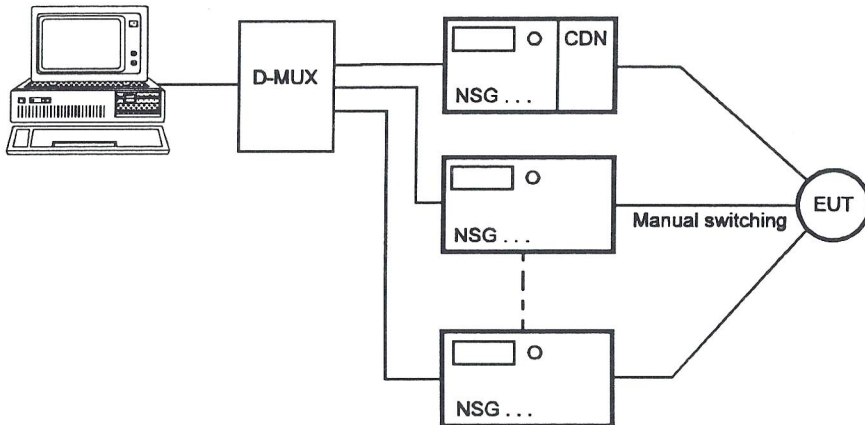 D-MUX
CDN
NSG . . .
NSG . . .
Manual switching
EUT
NSG . . .